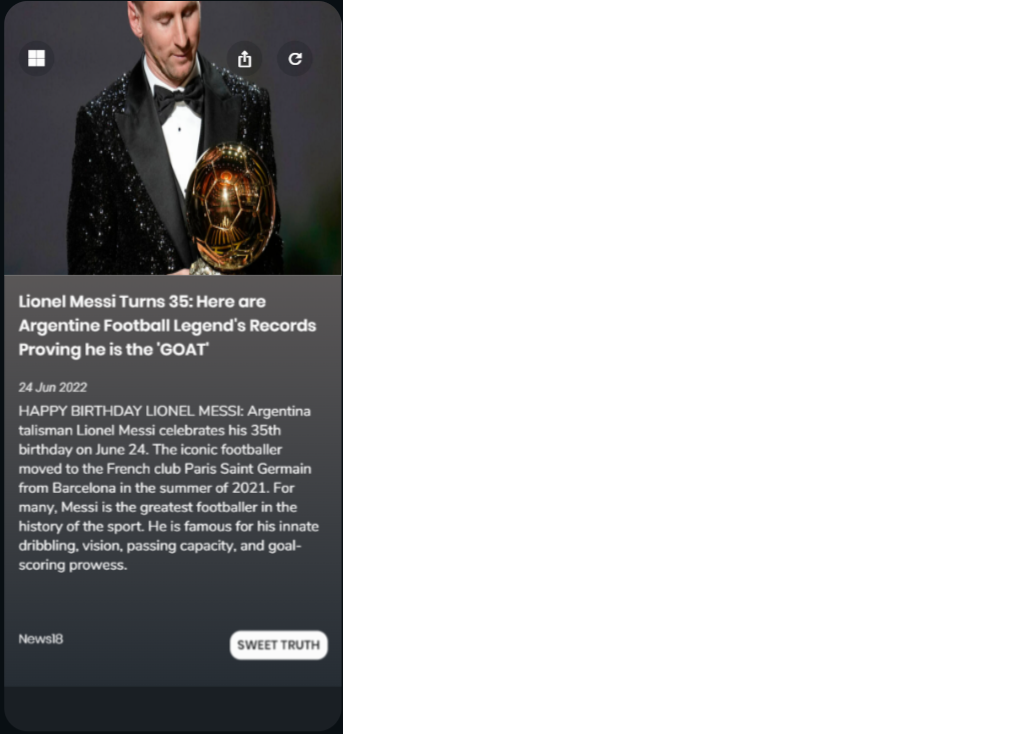 Lionel Messi Turns 35: Here are
Argentine Football Legend's Records
Proving he is the 'GOAT'
24 Jun 2022
HAPPY BIRTHDAY LIONEL MESSI: Argentina
talisman Lionel Messi celebrates his 35th
birthday on June 24. The iconic footballer
moved to the French club Paris Saint Germain
from Barcelona in the summer of 2021. For
many, Messi is the greatest footballer in the
history of the sport. He is famous for his innate
dribbling, vision, passing capacity, and goal-
scoring prowess.
News18
SWEET TRUTH